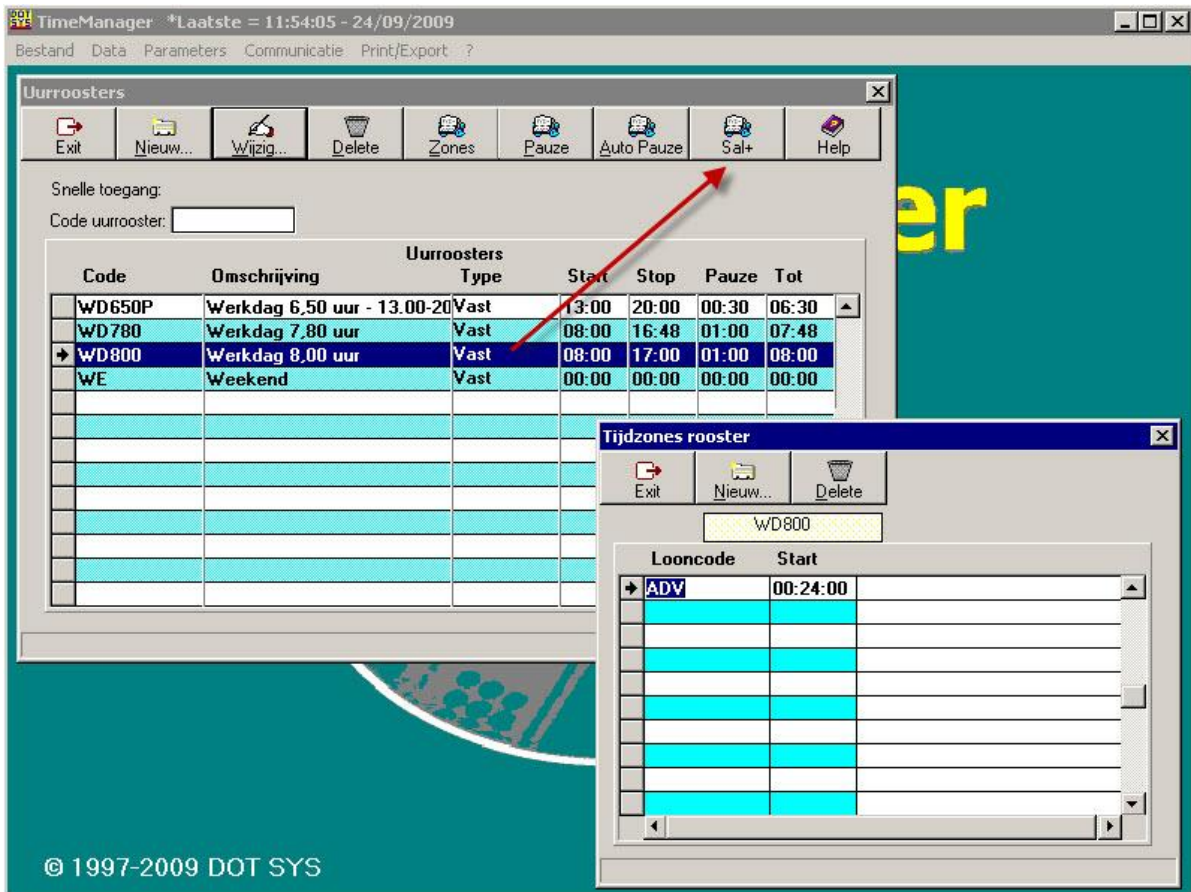 DOT SYS TimeManager *Laatste = 11:54:05 - 24/09/2009
Bestand Data Parameters Communicatie Print/Export ?
Uurroosters
Exit Nieuw... Wijzig... Delete Zones Pauze Auto Pauze Sal+ Help
er
Snelle toegang:
Code uurrooster:
Uurroosters
Code Omschrijving Type Start Stop Pauze Tot
WD650P Werkdag 6,50 uur - 13.00-20 Vast 13:00 20:00 00:30 06:30
WD780 Werkdag 7,80 uur Vast 08:00 16:48 01:00 07:48
WD800 Werkdag 8,00 uur Vast 08:00 17:00 01:00 08:00
WE Weekend Vast 00:00 00:00 00:00 00:00
Tijdzones rooster
Exit Nieuw... Delete
WD800
Looncode Start
ADV 00:24:00
© 1997-2009 DOT SYS